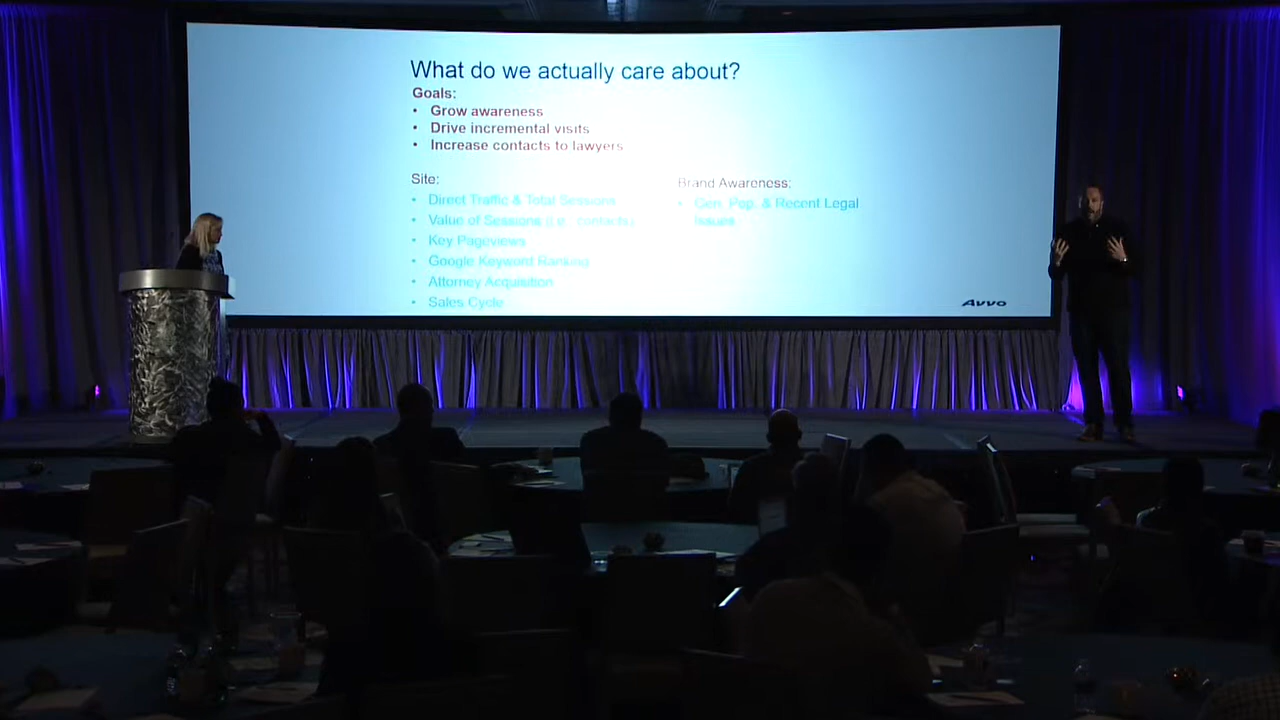 What do we actually care about?
Goals:
• Grow awareness
• Drive incremental visits
• Increase contacts to lawyers
Site:
• Direct Traffic & Total Sessions
• Value of Sessions (i.e., contacts)
• Key Pageviews
• Google Keyword Ranking
• Attorney Acquisition
• Sales Cycle
Brand Awareness:
• Gen. Pop. & Recent Legal
Issues
Avvo